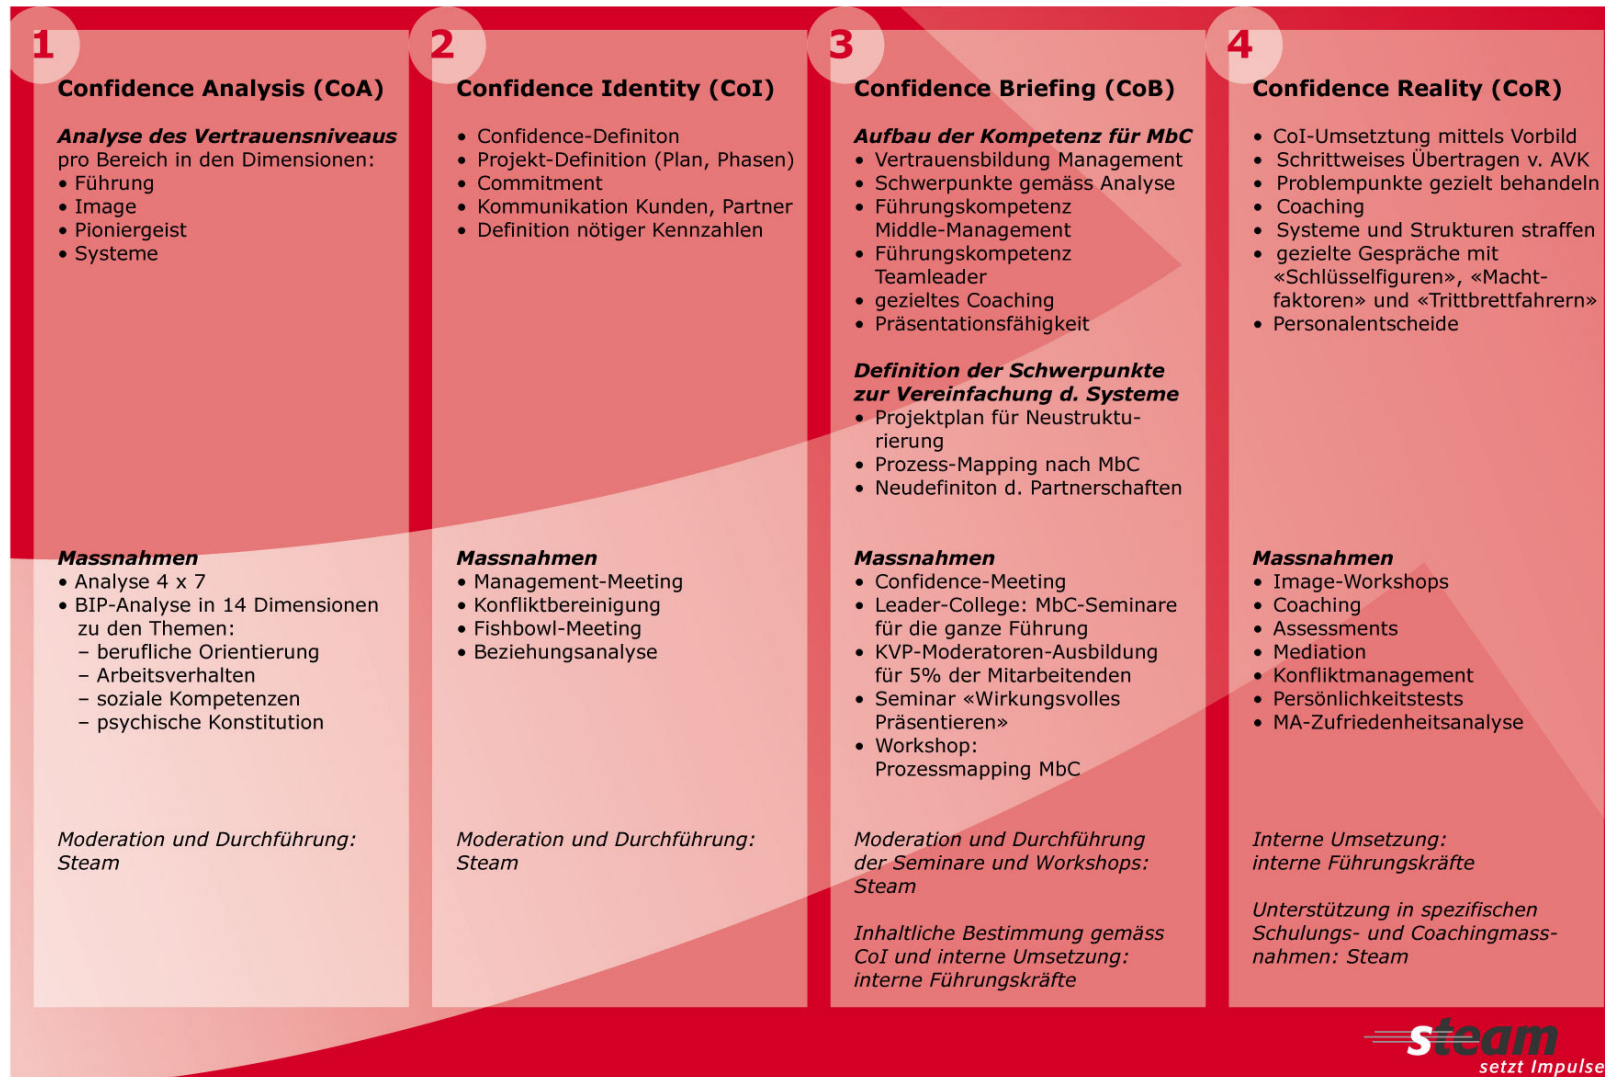 1
Confidence Analysis (CoA)
Analyse des Vertrauensniveaus
pro Bereich in den Dimensionen:
• Führung
• Image
• Pioniergeist
• Systeme
Massnahmen
• Analyse 4 x 7
• BIP-Analyse in 14 Dimensionen
zu den Themen:
– berufliche Orientierung
– Arbeitsverhalten
– soziale Kompetenzen
– psychische Konstitution
Moderation und Durchführung:
Steam
2
Confidence Identity (CoI)
• Confidence-Definiton
• Projekt-Definition (Plan, Phasen)
• Commitment
• Kommunikation Kunden, Partner
• Definition nötiger Kennzahlen
Massnahmen
• Management-Meeting
• Konfliktbereinigung
• Fishbowl-Meeting
• Beziehungsanalyse
Moderation und Durchführung:
Steam
3
Confidence Briefing (CoB)
Aufbau der Kompetenz für MbC
• Vertrauensbildung Management
• Schwerpunkte gemäss Analyse
• Führungskompetenz
Middle-Management
• Führungskompetenz
Teamleader
• gezieltes Coaching
• Präsentationsfähigkeit
Definition der Schwerpunkte
zur Vereinfachung d. Systeme
• Projektplan für Neustruktu-
rierung
• Prozess-Mapping nach MbC
• Neudefiniton d. Partnerschaften
Massnahmen
• Confidence-Meeting
• Leader-College: MbC-Seminare
für die ganze Führung
• KVP-Moderatoren-Ausbildung
für 5% der Mitarbeitenden
• Seminar «Wirkungsvolles
Präsentieren»
• Workshop:
Prozessmapping MbC
Moderation und Durchführung
der Seminare und Workshops:
Steam
Inhaltliche Bestimmung gemäss
CoI und interne Umsetzung:
interne Führungskräfte
4
Confidence Reality (CoR)
• CoI-Umsetztung mittels Vorbild
• Schrittweises Übertragen v. AVK
• Problempunkte gezielt behandeln
• Coaching
• Systeme und Strukturen straffen
• gezielte Gespräche mit
«Schlüsselfiguren», «Macht-
faktoren» und «Trittbrettfahrern»
• Personalentscheide
Massnahmen
• Image-Workshops
• Coaching
• Assessments
• Mediation
• Konfliktmanagement
• Persönlichkeitstests
• MA-Zufriedenheitsanalyse
Interne Umsetzung:
interne Führungskräfte
Unterstützung in spezifischen
Schulungs- und Coachingmass-
nahmen: Steam
steam
setzt Impulse